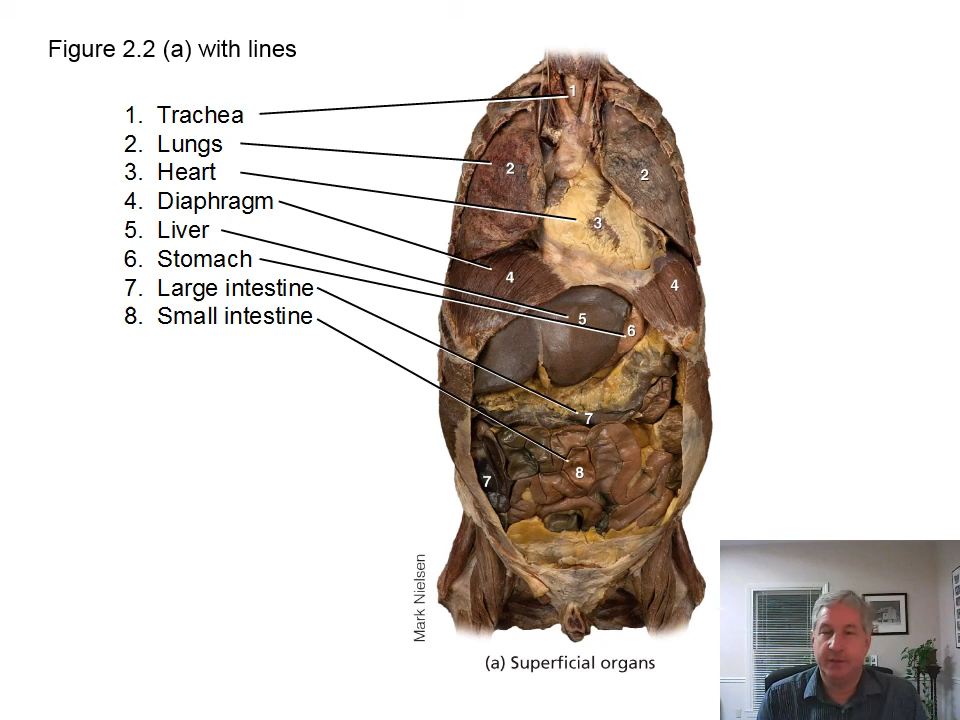 Figure 2.2 (a) with lines
1. Trachea
2. Lungs
3. Heart
4. Diaphragm
5. Liver
6. Stomach
7. Large intestine
8. Small intestine
1
2
2
3
4
4
5
6
7
8
7
Mark Nielsen
(a) Superficial organs